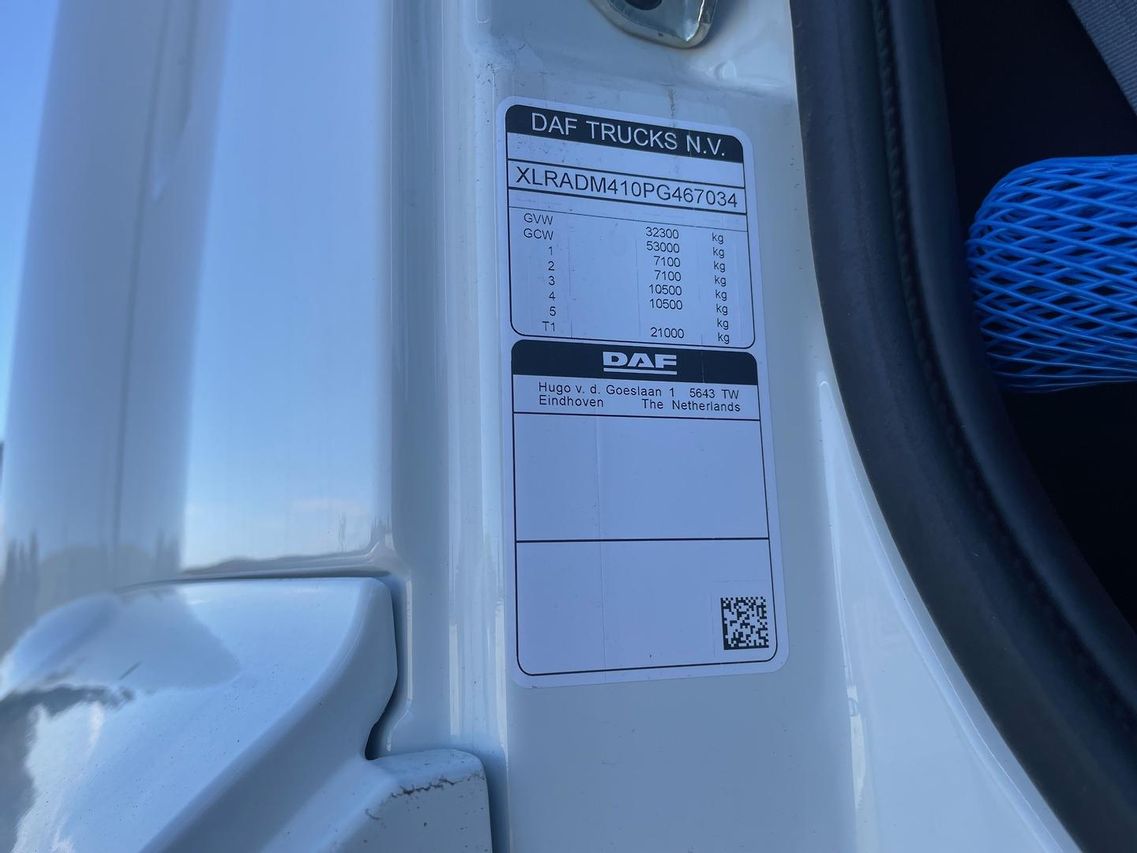 DAF TRUCKS N.V.
XLRADM410PG467034
GVW 32300 kg
GCW 53000 kg
1 7100 kg
2 7100 kg
3 10500 kg
4 10500 kg
5 kg
T1 21000 kg
DAF
Hugo v. d. Goeslaan 1 5643 TW
Eindhoven The Netherlands